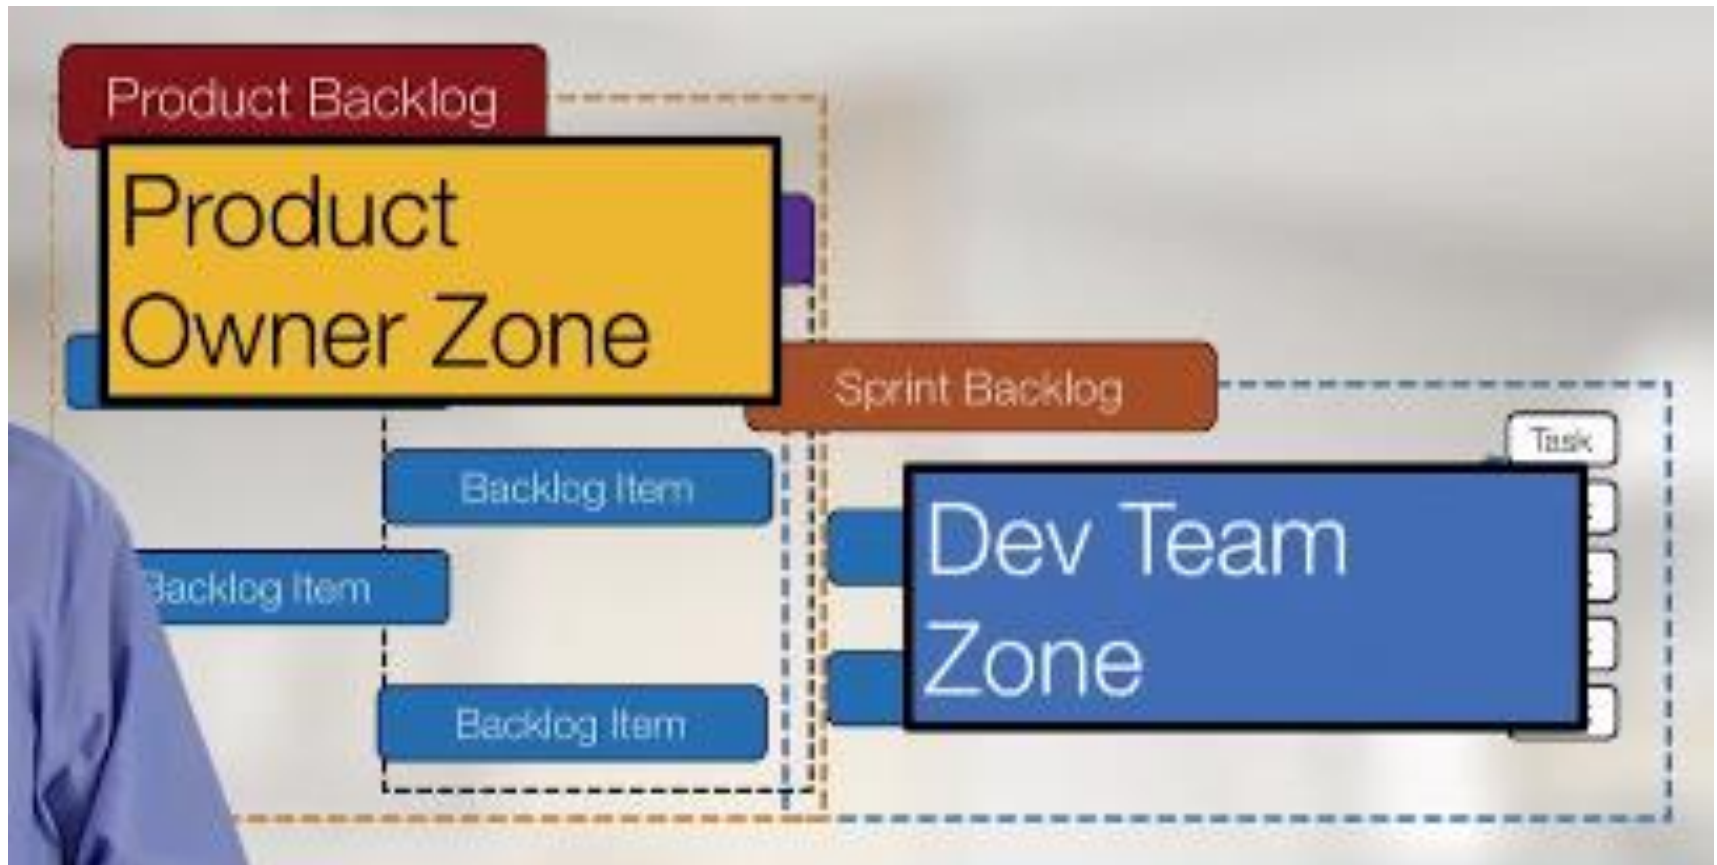 Product Backlog
Product
Owner Zone
Sprint Backlog
Task
Backlog Item
Dev Team
Zone
Backlog Item
Backlog Item